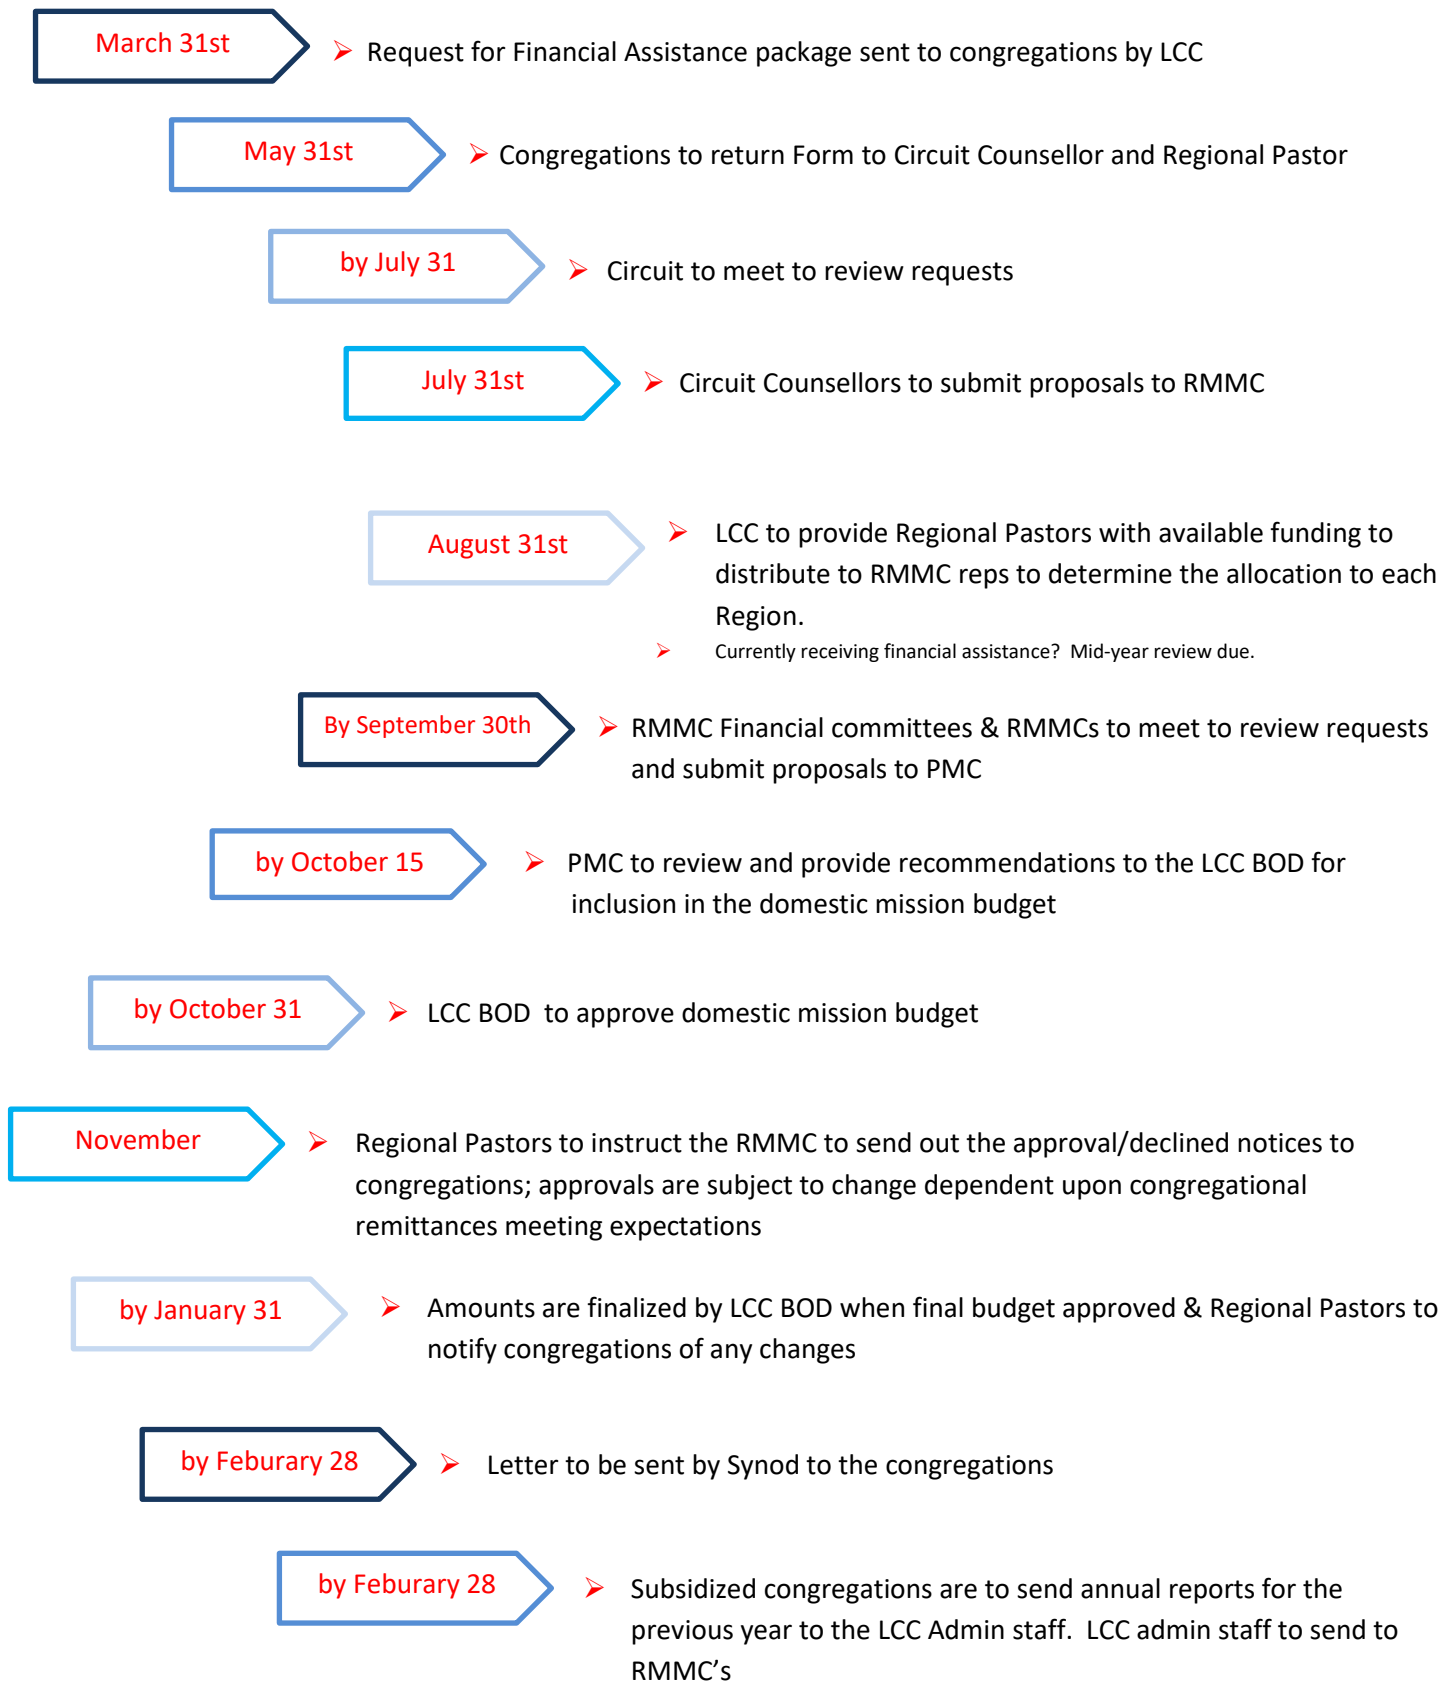 March 31st
➢ Request for Financial Assistance package sent to congregations by LCC
May 31st
➢ Congregations to return Form to Circuit Counsellor and Regional Pastor
by July 31
➢ Circuit to meet to review requests
July 31st
➢ Circuit Counsellors to submit proposals to RMMC
August 31st
➢ LCC to provide Regional Pastors with available funding to
distribute to RMMC reps to determine the allocation to each
Region.
➢ Currently receiving financial assistance? Mid-year review due.
By September 30th
➢ RMMC Financial committees & RMMCs to meet to review requests
and submit proposals to PMC
by October 15
➢ PMC to review and provide recommendations to the LCC BOD for
inclusion in the domestic mission budget
by October 31
➢ LCC BOD to approve domestic mission budget
November
➢ Regional Pastors to instruct the RMMC to send out the approval/declined notices to
congregations; approvals are subject to change dependent upon congregational
remittances meeting expectations
by January 31
➢ Amounts are finalized by LCC BOD when final budget approved & Regional Pastors to
notify congregations of any changes
by Feburary 28
➢ Letter to be sent by Synod to the congregations
by Feburary 28
➢ Subsidized congregations are to send annual reports for the
previous year to the LCC Admin staff. LCC admin staff to send to
RMMC’s